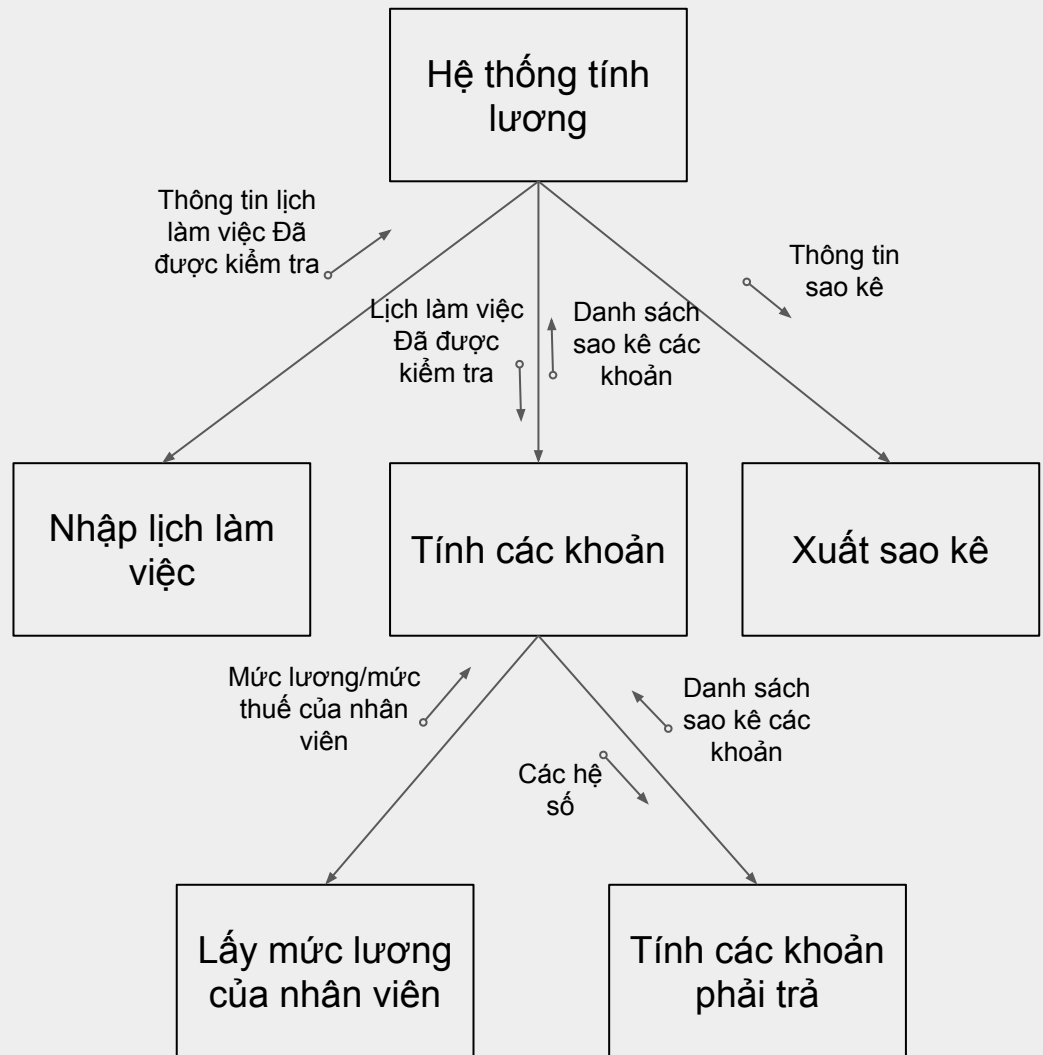 Hệ thống tính
lương
Thông tin lịch
làm việc Đã
được kiểm tra
Thông tin
sao kê
Lịch làm việc
Đã được
kiểm tra
Danh sách
sao kê các
khoản
Nhập lịch làm
việc
Tính các khoản
Xuất sao kê
Mức lương/mức
thuế của nhân
viên
Danh sách
sao kê các
khoản
Các hệ
số
Lấy mức lương
của nhân viên
Tính các khoản
phải trả